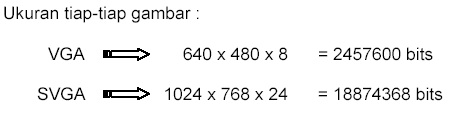 Ukuran tiap-tiap gambar :
VGA 640 x 480 x 8 = 2457600 bits
SVGA 1024 x 768 x 24 = 18874368 bits